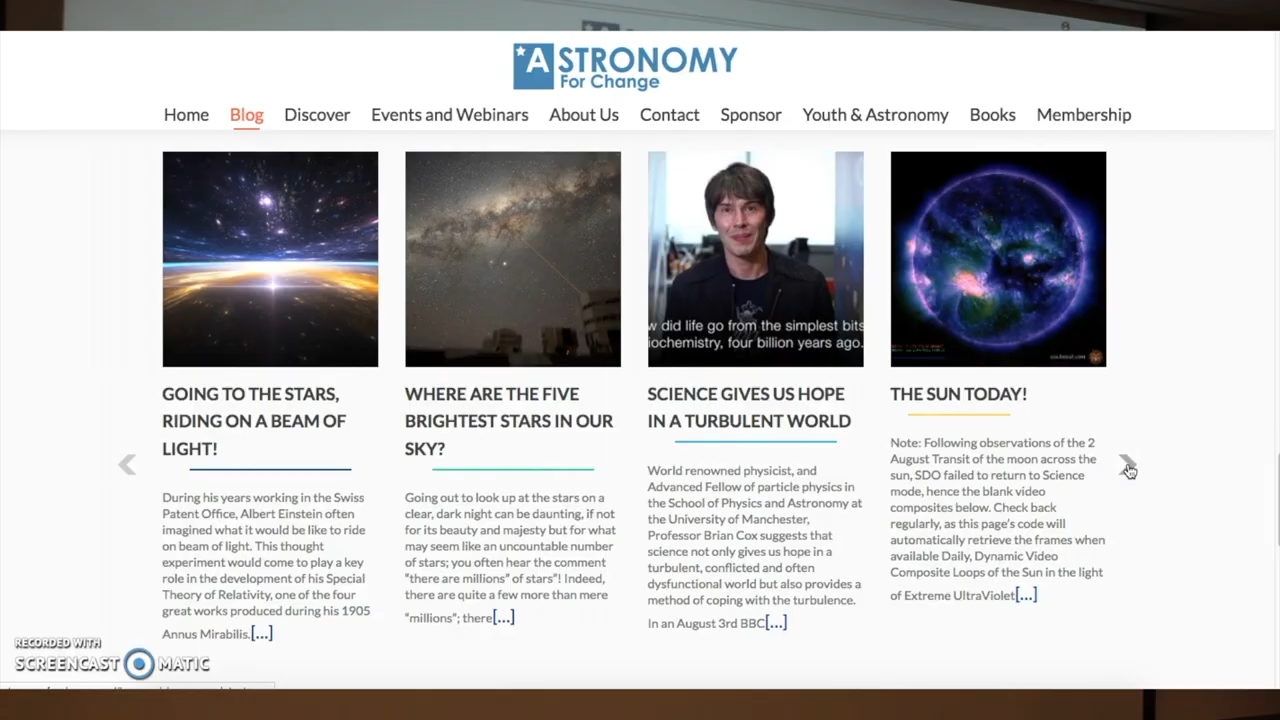 ASTRONOMY
For Change
Home Blog Discover Events and Webinars About Us Contact Sponsor Youth & Astronomy Books Membership
w did life go from the simplest bits
iochemistry, four billion years ago.
GOING TO THE STARS,
RIDING ON A BEAM OF
LIGHT!
During his years working in the Swiss
Patent Office, Albert Einstein often
imagined what it would be like to ride
on beam of light. This thought
experiment would come to play a key
role in the development of his Special
Theory of Relativity, one of the four
great works produced during his 1905
Annus Mirabilis.[...]
WHERE ARE THE FIVE
BRIGHTEST STARS IN OUR
SKY?
Going out to look up at the stars on a
clear, dark night can be daunting, if not
for its beauty and majesty but for what
may seem like an uncountable number
of stars; you often hear the comment
"there are millions" of stars"! Indeed,
there are quite a few more than mere
"millions"; there[...]
SCIENCE GIVES US HOPE
IN A TURBULENT WORLD
World renowned physicist, and
Advanced Fellow of particle physics in
the School of Physics and Astronomy at
the University of Manchester,
Professor Brian Cox suggests that
science not only gives us hope in a
turbulent, conflicted and often
dysfunctional world but also provides a
method of coping with the turbulence.
In an August 3rd BBC[...]
THE SUN TODAY!
Note: Following observations of the 2
August Transit of the moon across the
sun, SDO failed to return to Science
mode, hence the blank video
composites below. Check back
regularly, as this page's code will
automatically retrieve the frames when
available Daily, Dynamic Video
Composite Loops of the Sun in the light
of Extreme UltraViolet[...]
RECORDED WITH
SCREENCAST MATIC